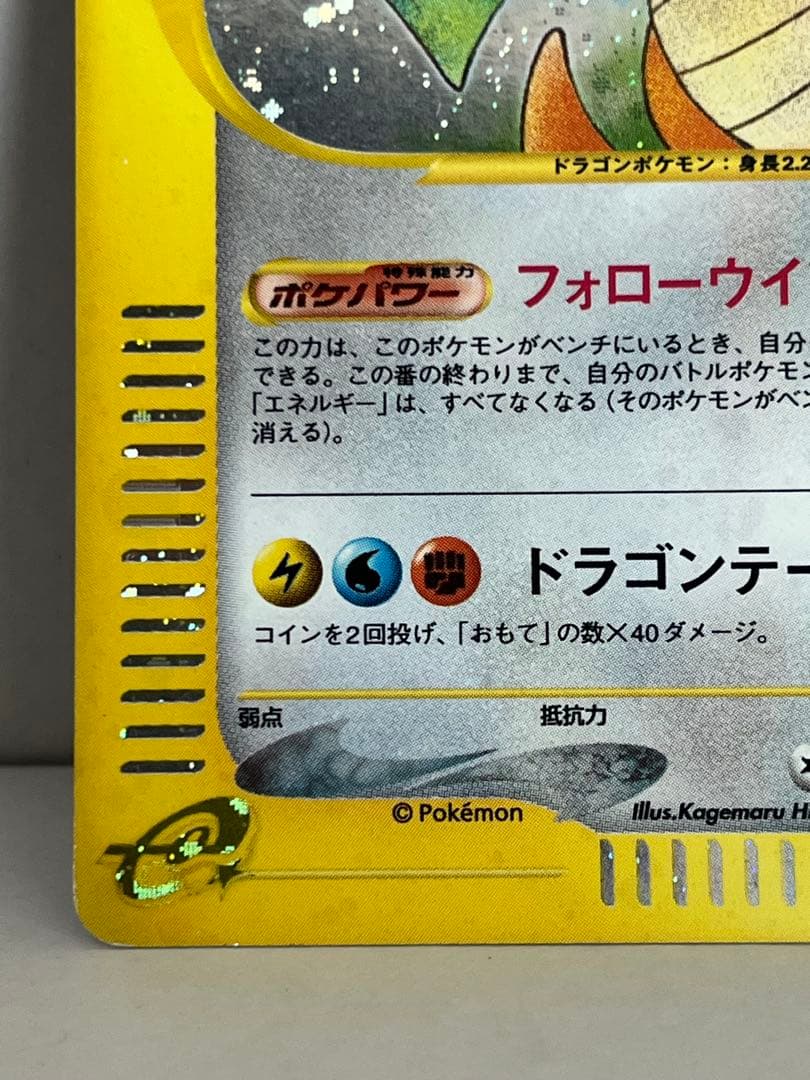 ドラゴンポケモン：身長2.2
特殊能力
ポケパワー フォローウイ
この力は、このポケモンがベンチにいるとき、自分
できる。この番の終わりまで、自分のバトルポケモン
「エネルギー」は、すべてなくなる（そのポケモンがベン
消える）。
ドラゴンテー
コインを2回投げ、「おもて」の数×40ダメージ。
弱点 抵抗力
© Pokémon Illus.Kagemaru Hi